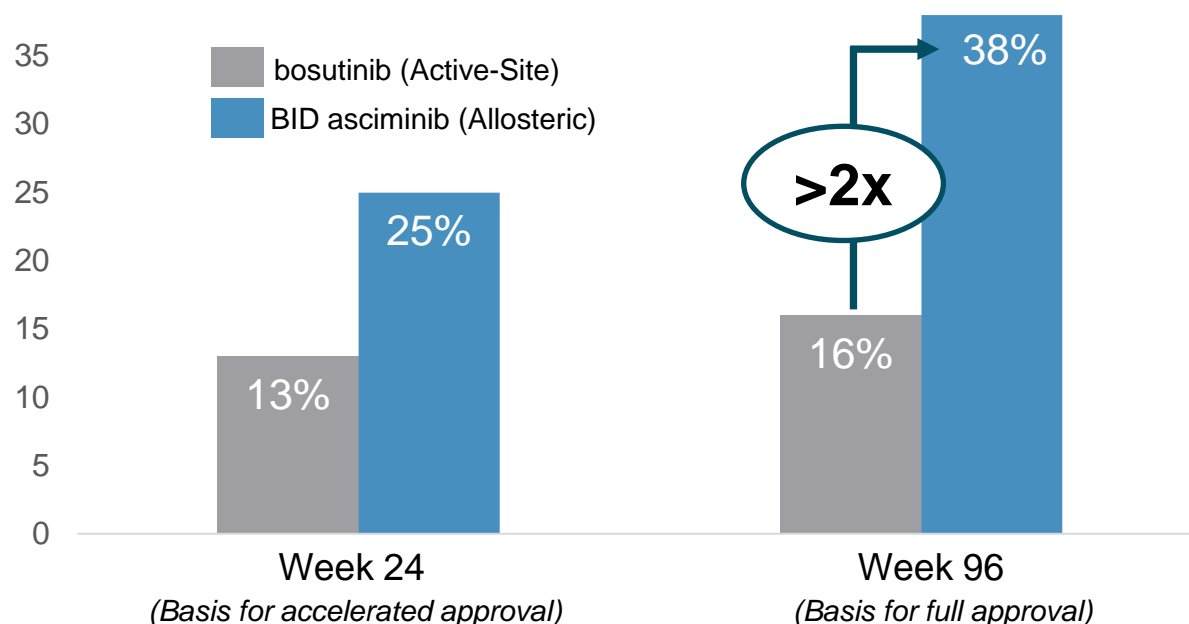 35
30
25
20
15
10
5
0
bosutinib (Active-Site)
BID asciminib (Allosteric)
13%
25%
16%
38%
>2x
Week 24
(Basis for accelerated approval)
Week 96
(Basis for full approval)